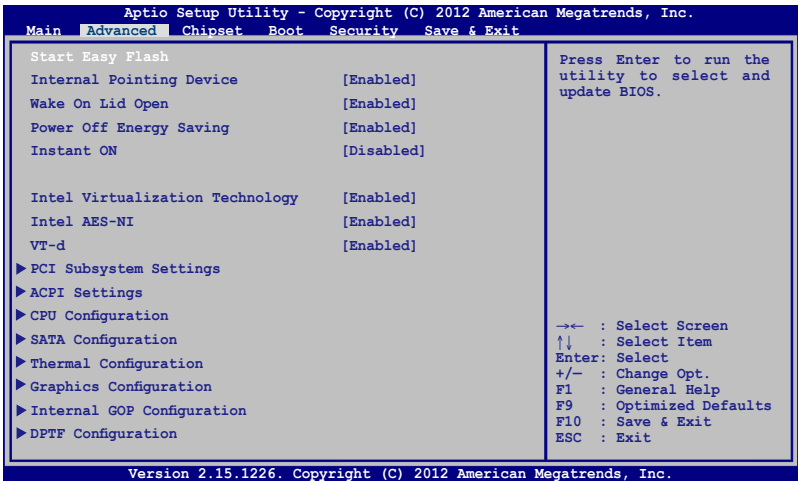 Aptio Setup Utility - Copyright (C) 2012 American Megatrends, Inc.
Main Advanced Chipset Boot Security Save & Exit
Start Easy Flash
Internal Pointing Device [Enabled]
Wake On Lid Open [Enabled]
Power Off Energy Saving [Enabled]
Instant ON [Disabled]
Intel Virtualization Technology [Enabled]
Intel AES-NI [Enabled]
VT-d [Enabled]
PCI Subsystem Settings
ACPI Settings
CPU Configuration
SATA Configuration
Thermal Configuration
Graphics Configuration
Internal GOP Configuration
DPTF Configuration
Press Enter to run the
utility to select and
update BIOS.
→← : Select Screen
↑↓ : Select Item
Enter: Select
+/— : Change Opt.
F1 : General Help
F9 : Optimized Defaults
F10 : Save & Exit
ESC : Exit
Version 2.15.1226. Copyright (C) 2012 American Megatrends, Inc.